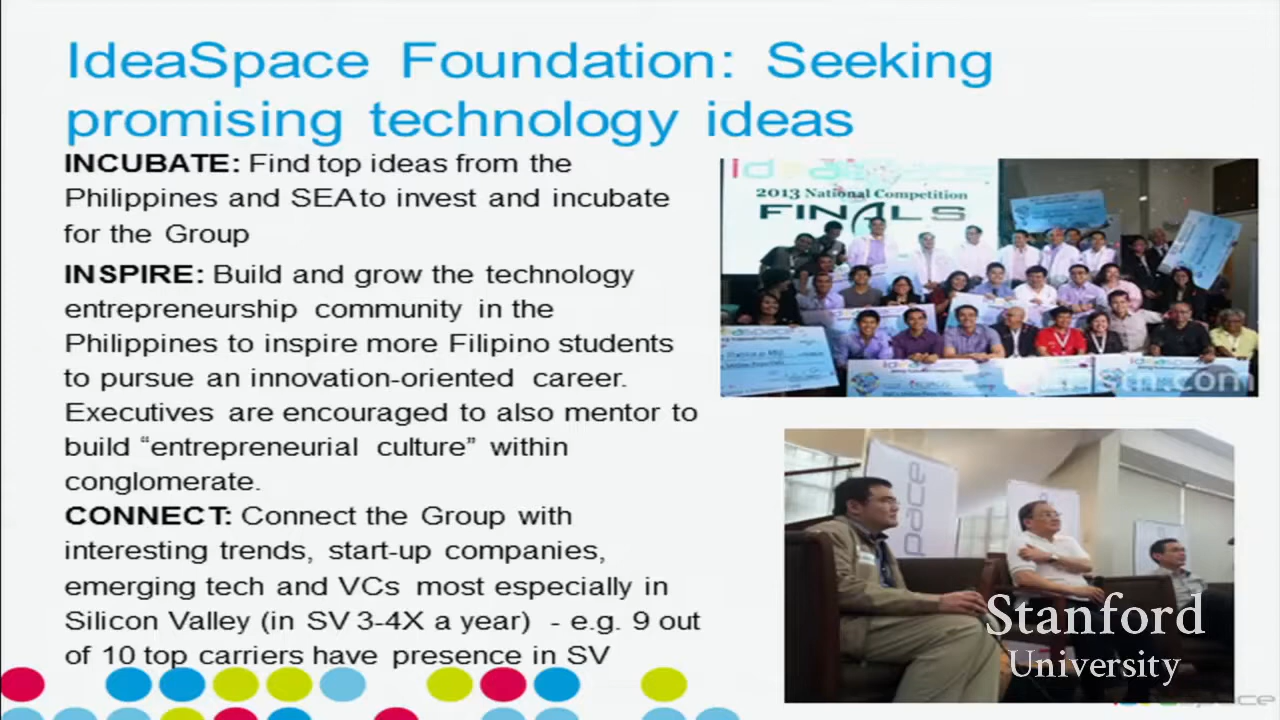 IdeaSpace Foundation: Seeking
promising technology ideas
INCUBATE: Find top ideas from the
Philippines and SEA to invest and incubate
for the Group
INSPIRE: Build and grow the technology
entrepreneurship community in the
Philippines to inspire more Filipino students
to pursue an innovation-oriented career.
Executives are encouraged to also mentor to
build “entrepreneurial culture” within
conglomerate.
CONNECT: Connect the Group with
interesting trends, start-up companies,
emerging tech and VCs most especially in
Silicon Valley (in SV 3-4X a year) - e.g. 9 out
of 10 top carriers have presence in SV
2013 National Competition
FINALS
pace
Stanford
University